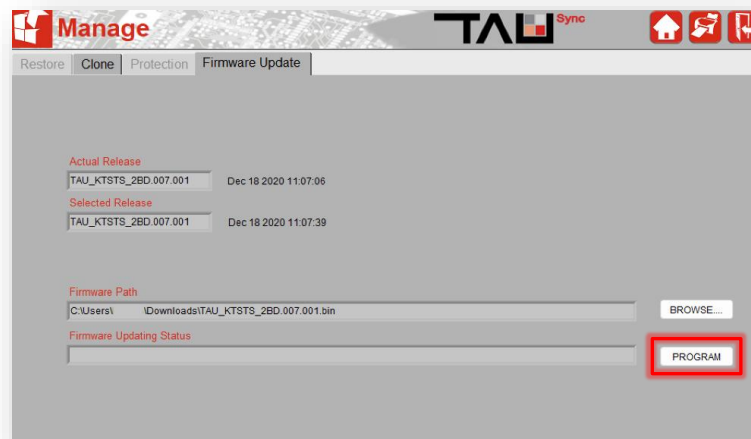 Manage
TAU Sync
Restore Clone Protection Firmware Update
Actual Release
TAU_KTSTS_2BD.007.001 Dec 18 2020 11:07:06
Selected Release
TAU_KTSTS_2BD.007.001 Dec 18 2020 11:07:39
Firmware Path
C:\Users\ \Downloads\TAU_KTSTS_2BD.007.001.bin BROWSE....
Firmware Updating Status
PROGRAM